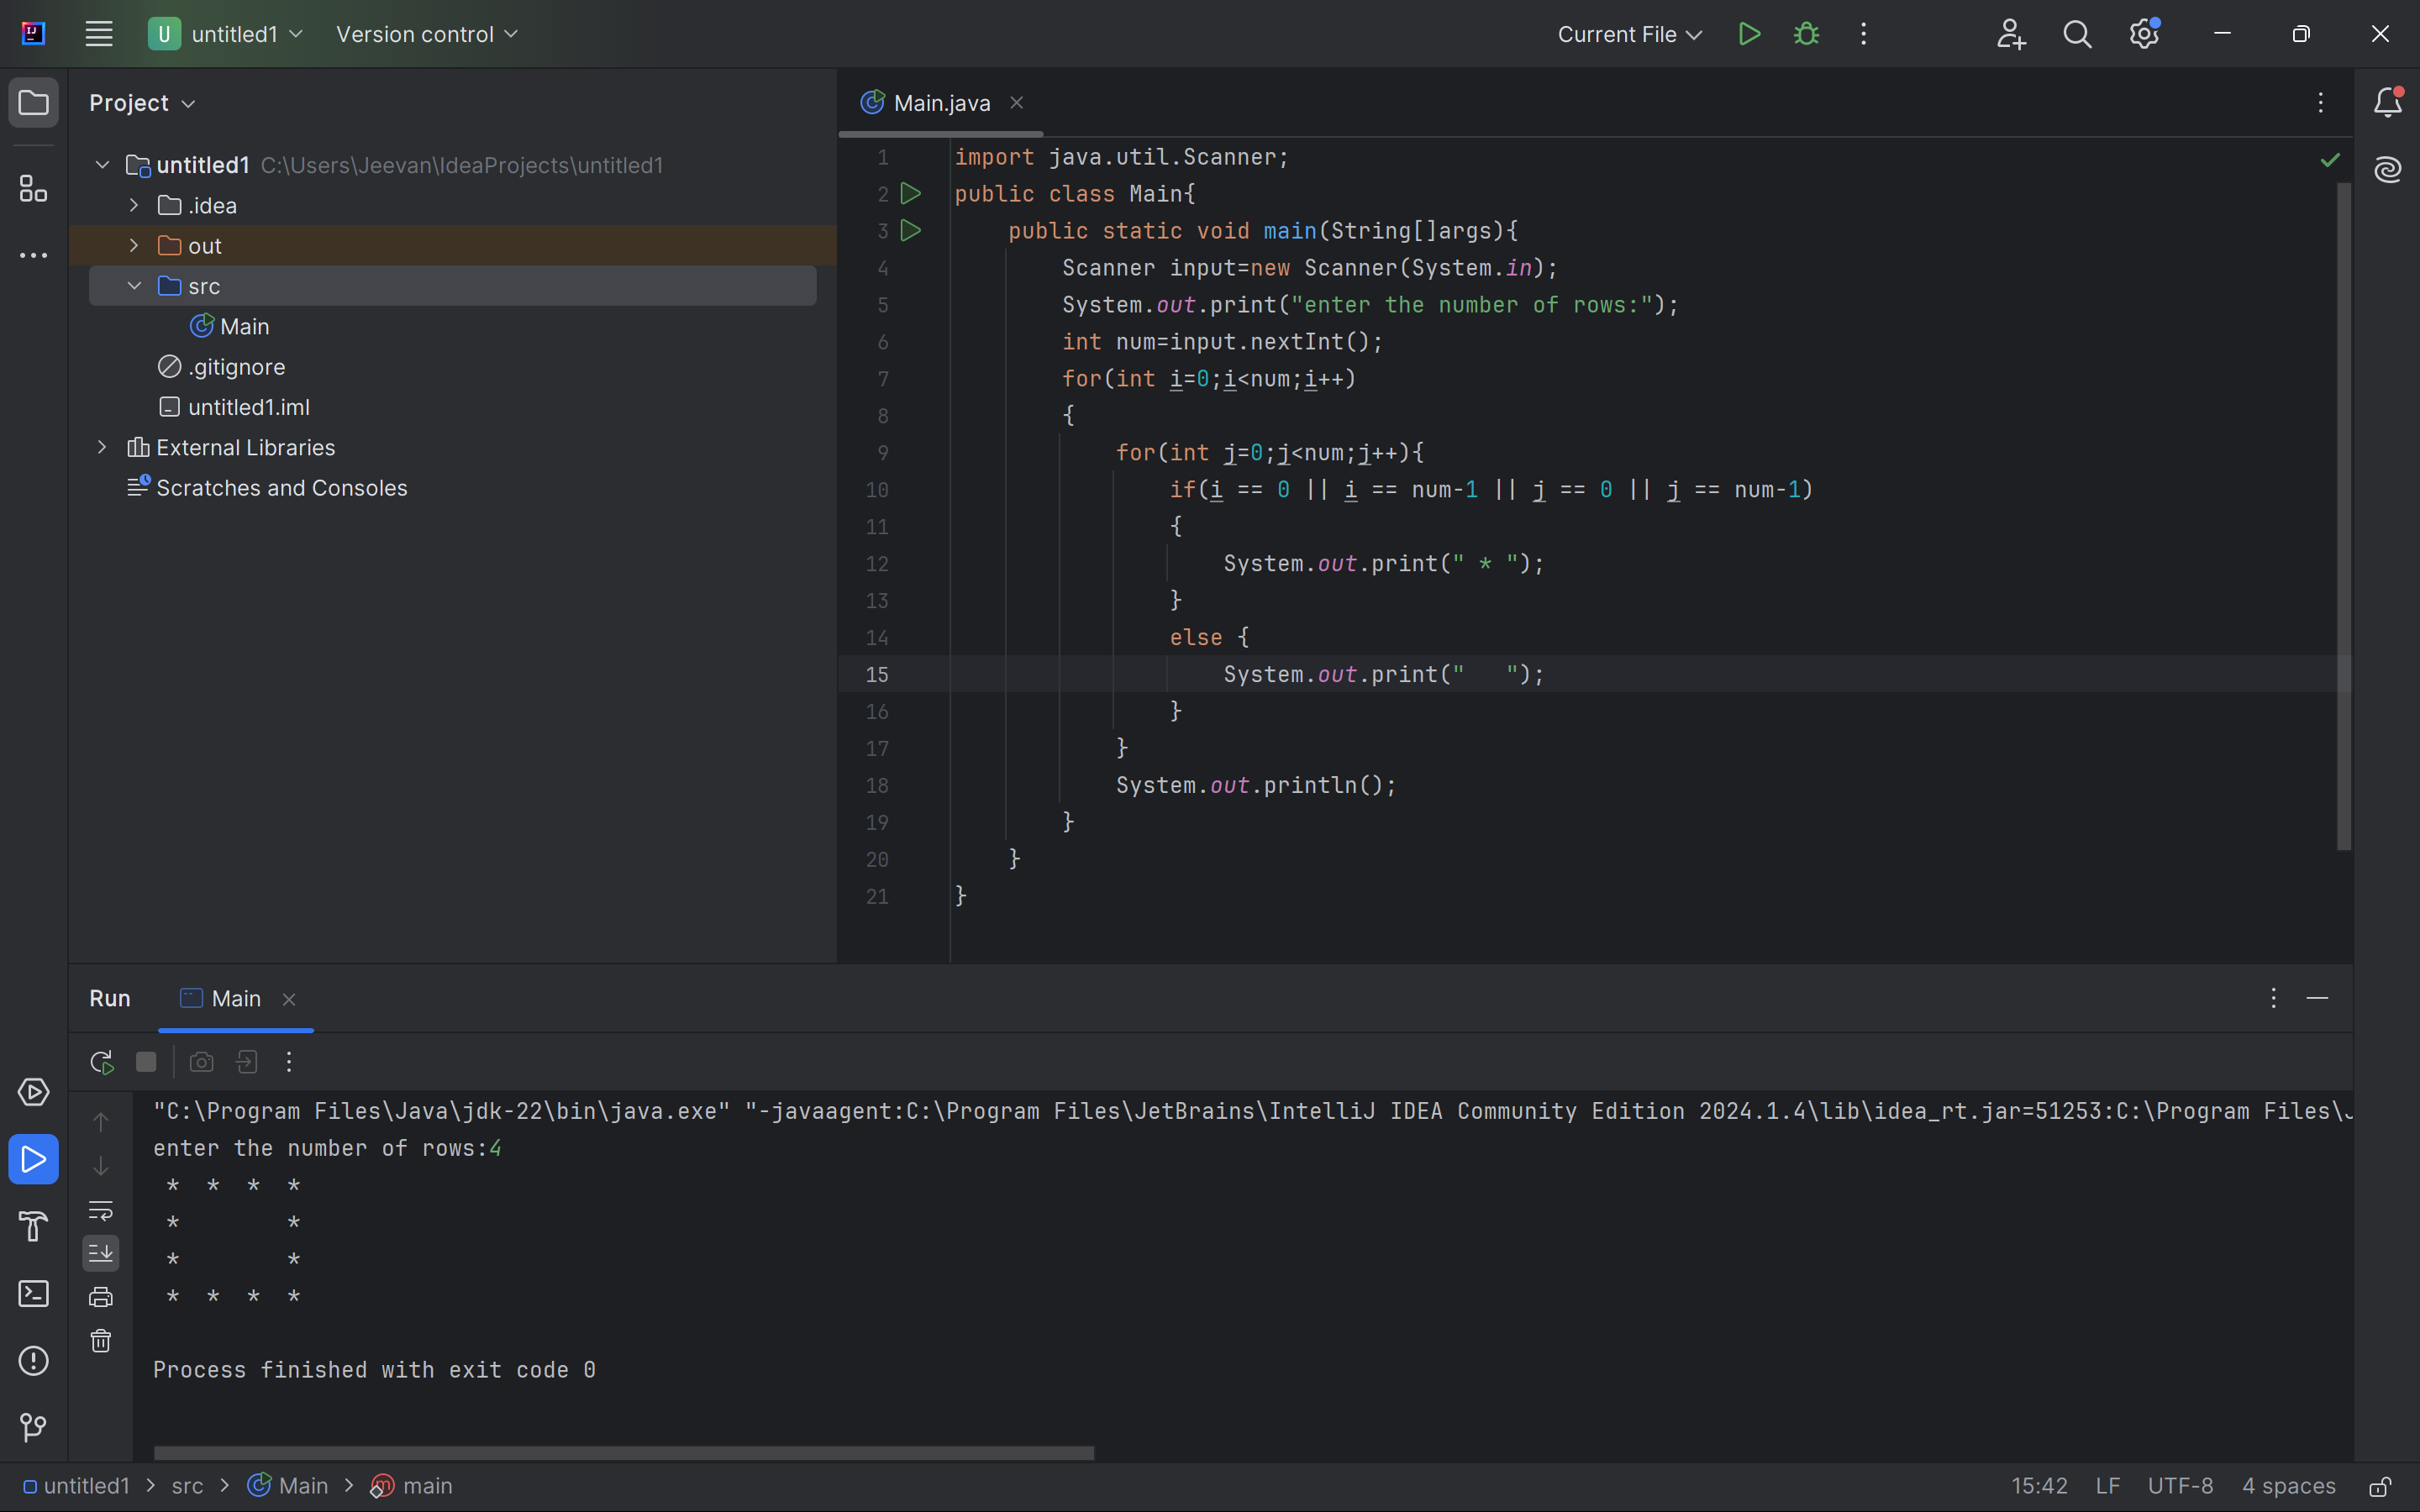 U untitled1 Version control Current File
Project
untitled1 C:\Users\Jeevan\IdeaProjects\untitled1
.idea
out
src
Main
.gitignore
untitled1.iml
External Libraries
Scratches and Consoles
Main.java
1 import java.util.Scanner;
2 public class Main{
3     public static void main(String[]args){
4         Scanner input=new Scanner(System.in);
5         System.out.print("enter the number of rows:");
6         int num=input.nextInt();
7         for(int i=0;i<num;i++)
8         {
9             for(int j=0;j<num;j++){
10                 if(i == 0 || i == num-1 || j == 0 || j == num-1)
11                 {
12                     System.out.print(" * ");
13                 }
14                 else {
15                     System.out.print("   ");
16                 }
17             }
18             System.out.println();
19         }
20     }
21 }
Run Main
"C:\Program Files\Java\jdk-22\bin\java.exe" "-javaagent:C:\Program Files\JetBrains\IntelliJ IDEA Community Edition 2024.1.4\lib\idea_rt.jar=51253:C:\Program Files\J
enter the number of rows:4
 *  *  *  *
 *        *
 *        *
 *  *  *  *
Process finished with exit code 0
untitled1 > src > Main > main 15:42 LF UTF-8 4 spaces